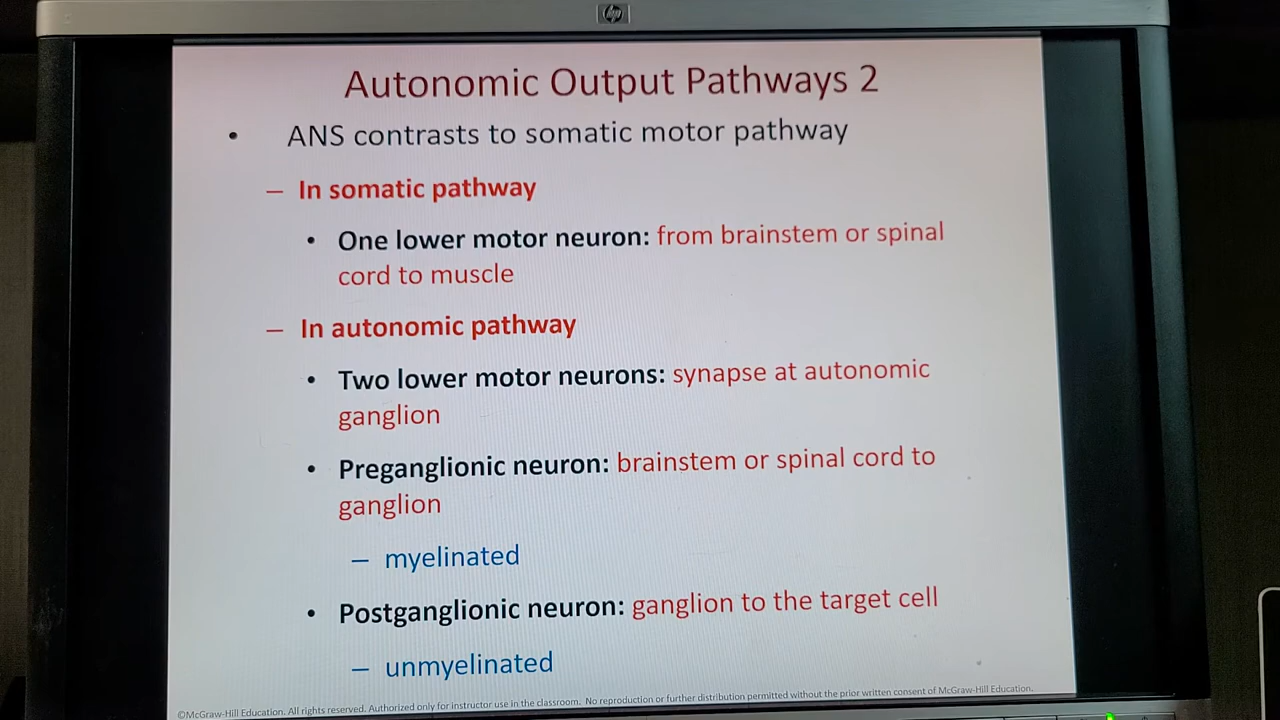 hp
Autonomic Output Pathways 2
• ANS contrasts to somatic motor pathway
– In somatic pathway
• One lower motor neuron: from brainstem or spinal
cord to muscle
– In autonomic pathway
• Two lower motor neurons: synapse at autonomic
ganglion
• Preganglionic neuron: brainstem or spinal cord to
ganglion
– myelinated
• Postganglionic neuron: ganglion to the target cell
– unmyelinated
©McGraw-Hill Education. All rights reserved. Authorized only for instructor use in the classroom. No reproduction or further distribution permitted without the prior written consent of McGraw-Hill Education.